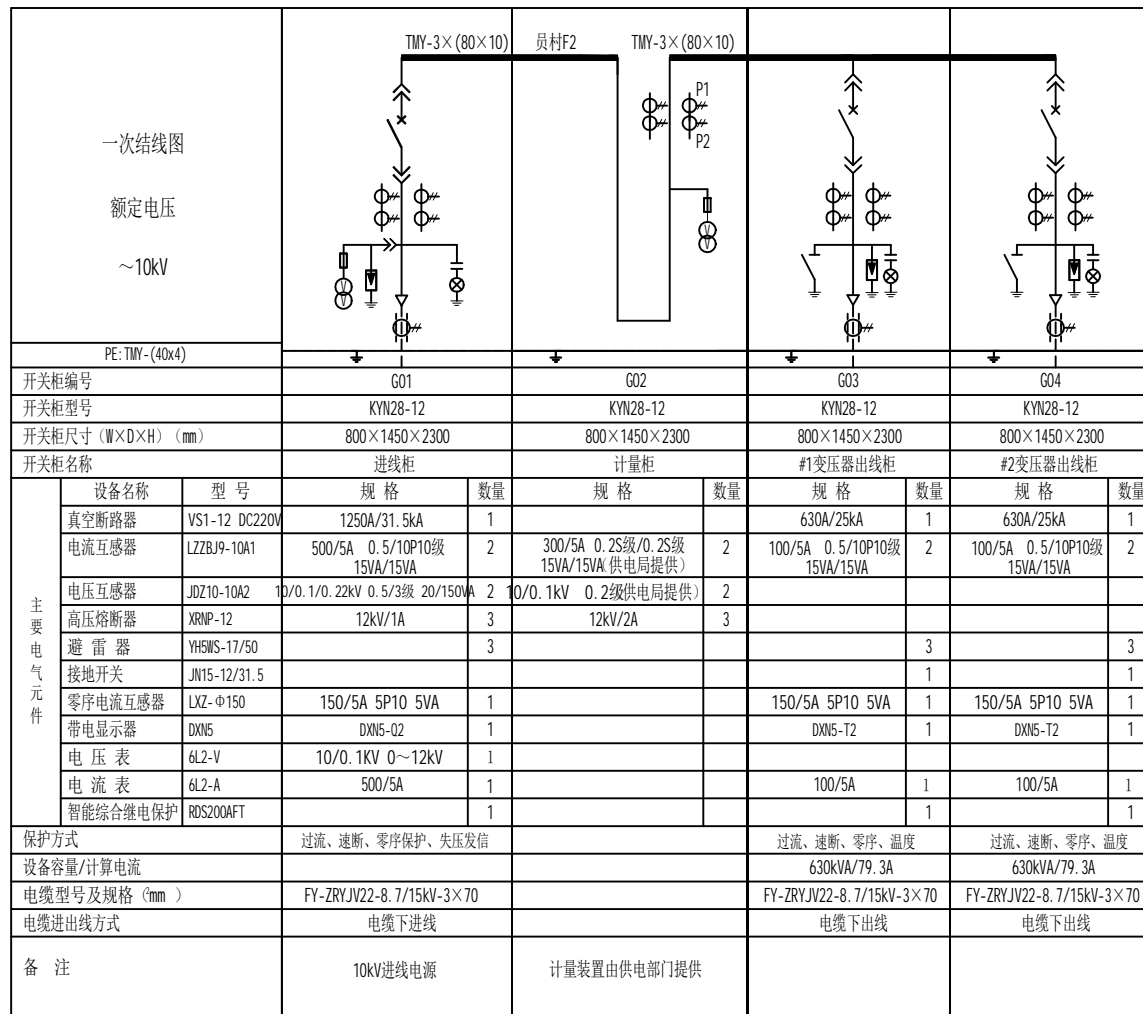 TMY-3×(80×10) 员村F2 TMY-3×(80×10)
P1
P2
一次结线图
额定电压
～10kV
PE:TMY-(40x4)
开关柜编号 G01 G02 G03 G04
开关柜型号 KYN28-12 KYN28-12 KYN28-12 KYN28-12
开关柜尺寸（W×D×H）（mm） 800×1450×2300 800×1450×2300 800×1450×2300 800×1450×2300
开关柜名称 进线柜 计量柜 #1变压器出线柜 #2变压器出线柜
主要电气元件
设备名称 型 号 规 格 数量 规 格 数量 规 格 数量 规 格 数量
真空断路器 VS1-12 DC220V 1250A/31.5kA 1 630A/25kA 1 630A/25kA 1
电流互感器 LZZBJ9-10A1 500/5A 0.5/10P10级 2 300/5A 0.2S级/0.2S级 2 100/5A 0.5/10P10级 2 100/5A 0.5/10P10级 2
15VA/15VA 15VA/15VA(供电局提供) 15VA/15VA 15VA/15VA
电压互感器 JDZ10-10A2 10/0.1/0.22kV 0.5/3级 20/150VA 2 10/0.1kV 0.2级供电局提供) 2
高压熔断器 XRNP-12 12kV/1A 3 12kV/2A 3
避 雷 器 YH5WS-17/50 3 3 3
接地开关 JN15-12/31.5 1 1
零序电流互感器 LXZ-Φ150 150/5A 5P10 5VA 1 150/5A 5P10 5VA 1 150/5A 5P10 5VA 1
带电显示器 DXN5 DXN5-Q2 1 DXN5-T2 1 DXN5-T2 1
电 压 表 6L2-V 10/0.1KV 0～12kV 1
电 流 表 6L2-A 500/5A 1 100/5A 1 100/5A 1
智能综合继电保护 RDS200AFT 1 1 1
保护方式 过流、速断、零序保护、失压发信 过流、速断、零序、温度 过流、速断、零序、温度
设备容量/计算电流 630kVA/79.3A 630kVA/79.3A
电缆型号及规格（²mm ） FY-ZRYJV22-8.7/15kV-3×70 FY-ZRYJV22-8.7/15kV-3×70 FY-ZRYJV22-8.7/15kV-3×70
电缆进出线方式 电缆下进线 电缆下出线 电缆下出线
备 注 10kV进线电源 计量装置由供电部门提供